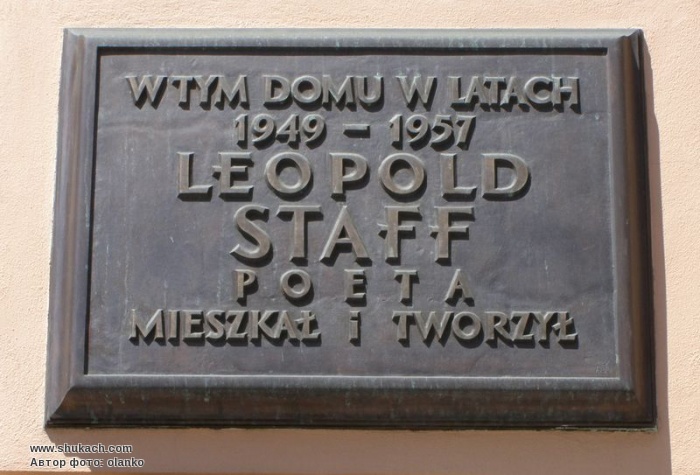 W TYM DOMU W LATACH
1949 – 1957
LEOPOLD
STAFF
POETA
MIESZKAŁ i TWORZYŁ
www.shukach.com
Автор фото: olanko